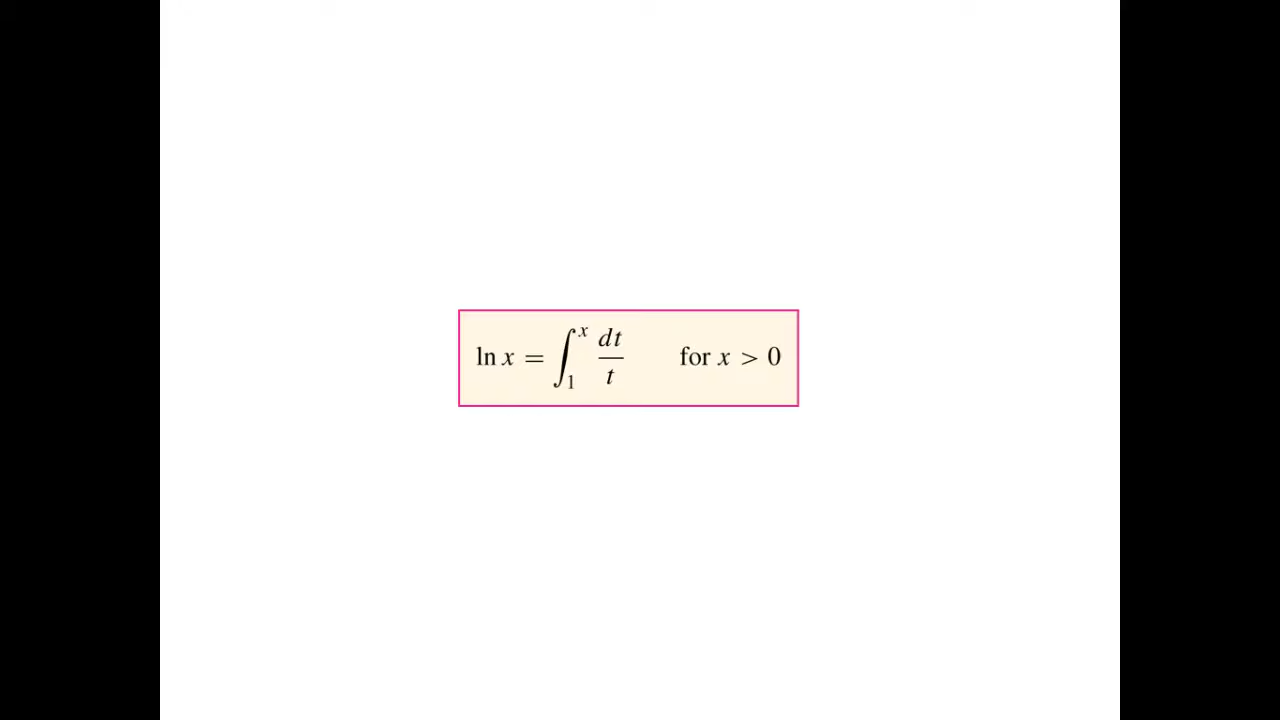 ln x = ∫₁ˣ dt/t for x > 0